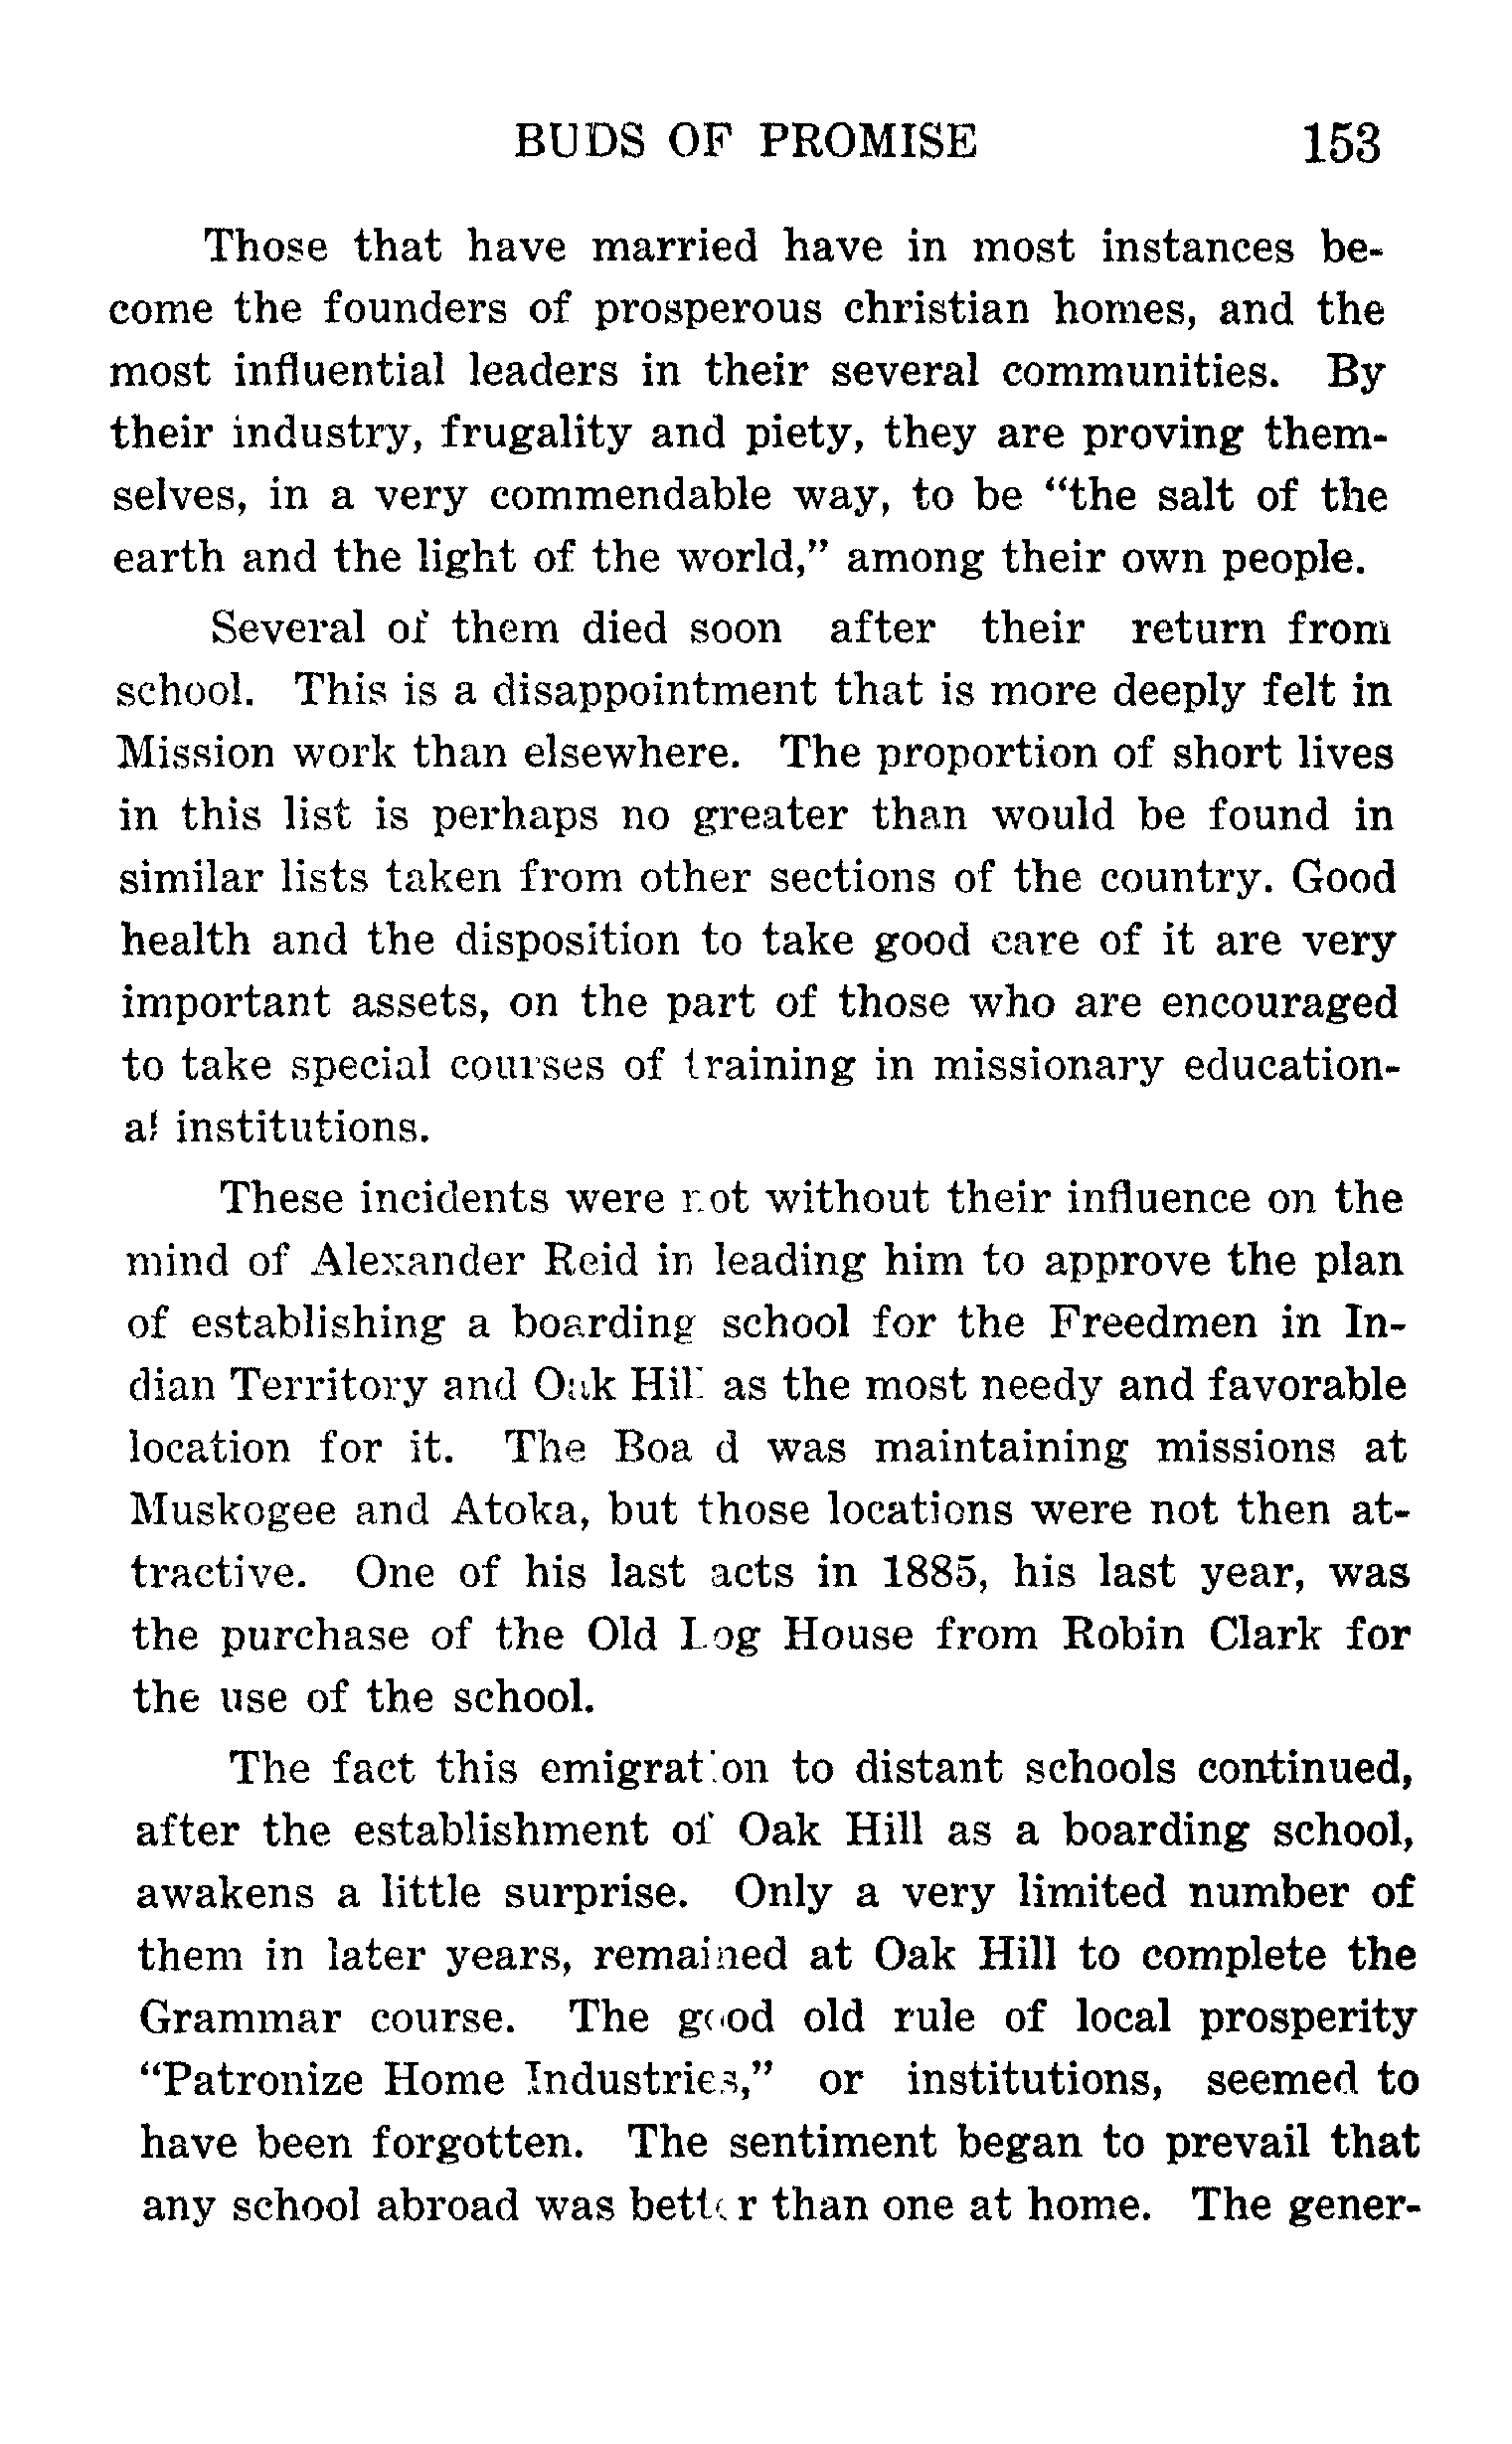 BUDS OF PROMISE 153
Those that have married have in most instances be-
come the founders of prosperous christian homes, and the
most influential leaders in their several communities. By
their industry, frugality and piety, they are proving them-
selves, in a very commendable way, to be “the salt of the
earth and the light of the world,” among their own people.
Several of them died soon after their return from
school. This is a disappointment that is more deeply felt in
Mission work than elsewhere. The proportion of short lives
in this list is perhaps no greater than would be found in
similar lists taken from other sections of the country. Good
health and the disposition to take good care of it are very
important assets, on the part of those who are encouraged
to take special courses of training in missionary education-
al institutions.
These incidents were not without their influence on the
mind of Alexander Reid in leading him to approve the plan
of establishing a boarding school for the Freedmen in In-
dian Territory and Oak Hill as the most needy and favorable
location for it. The Boa d was maintaining missions at
Muskogee and Atoka, but those locations were not then at-
tractive. One of his last acts in 1885, his last year, was
the purchase of the Old Log House from Robin Clark for
the use of the school.
The fact this emigration to distant schools continued,
after the establishment of Oak Hill as a boarding school,
awakens a little surprise. Only a very limited number of
them in later years, remained at Oak Hill to complete the
Grammar course. The good old rule of local prosperity
“Patronize Home Industries,” or institutions, seemed to
have been forgotten. The sentiment began to prevail that
any school abroad was better than one at home. The gener-